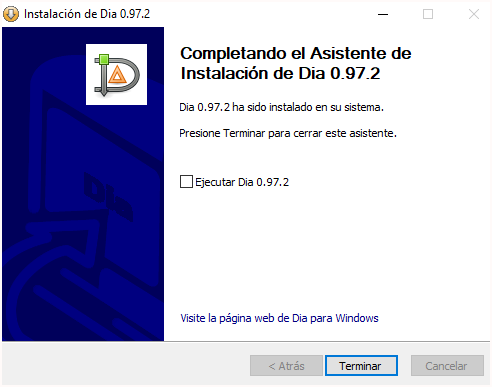 Instalación de Dia 0.97.2
Completando el Asistente de
Instalación de Dia 0.97.2
Dia 0.97.2 ha sido instalado en su sistema.
Presione Terminar para cerrar este asistente.
Ejecutar Dia 0.97.2
Dia
Visite la página web de Dia para Windows
< Atrás
Terminar
Cancelar